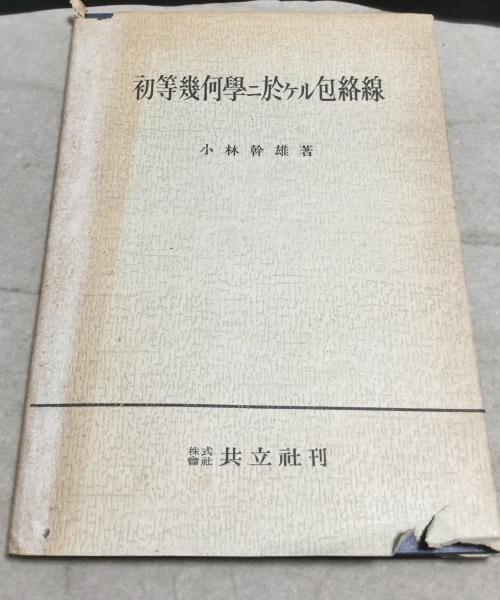 初等幾何學ニ於ケル包絡線
小林幹雄著
株式會社 共立社刊